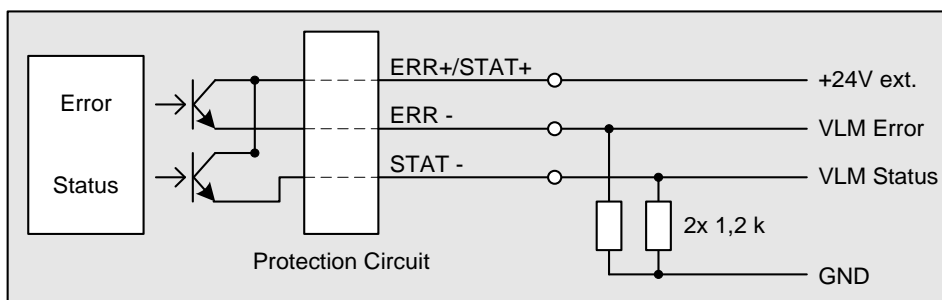 ERR+/STAT+
+24V ext.
Error
ERR -
VLM Error
Status
STAT -
VLM Status
2x 1,2 k
Protection Circuit
GND